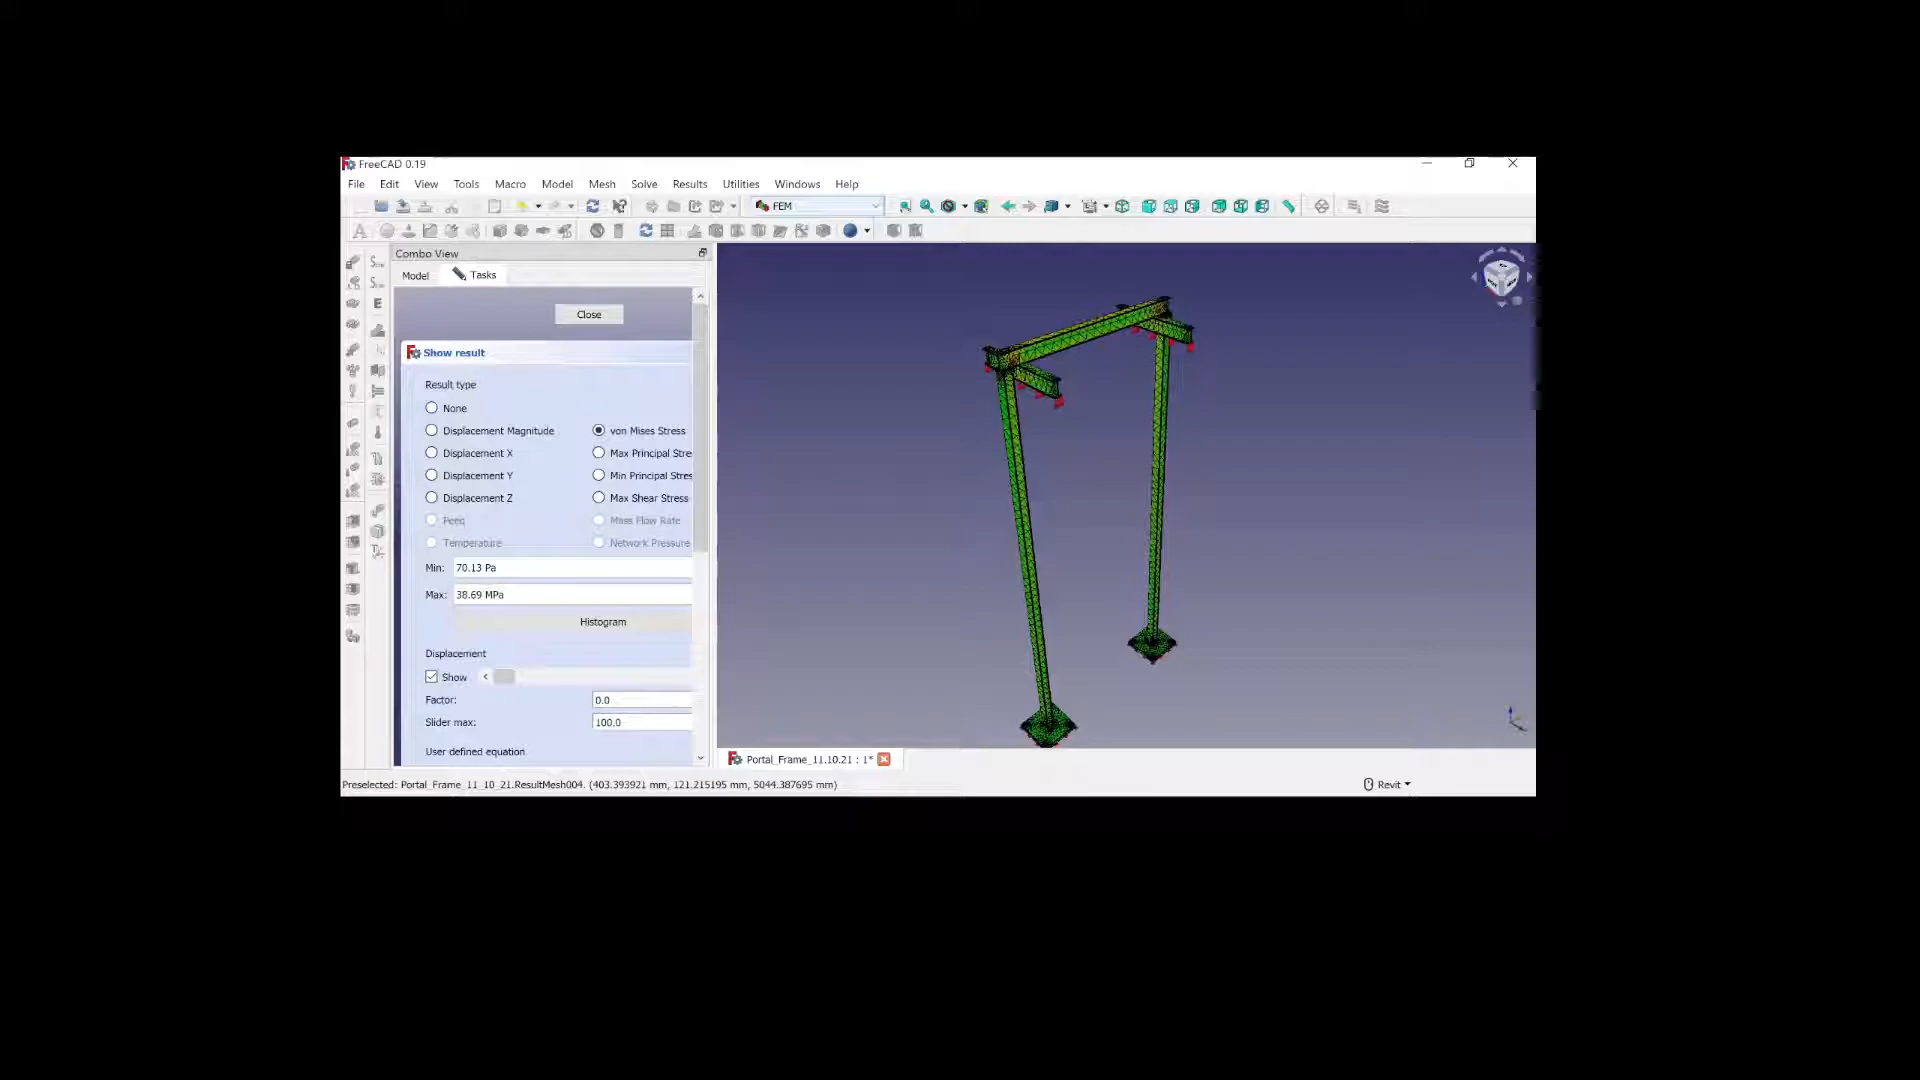 FreeCAD 0.19
File Edit View Tools Macro Model Mesh Solve Results Utilities Windows Help
FEM
Combo View
Model Tasks
Close
Show result
Result type
None
Displacement Magnitude von Mises Stress
Displacement X Max Principal Stre
Displacement Y Min Principal Stres
Displacement Z Max Shear Stress
Peeq Mass Flow Rate
Temperature Network Pressure
Min: 70.13 Pa
Max: 38.69 MPa
Histogram
Displacement
Show
Factor: 0.0
Slider max: 100.0
User defined equation
Portal_Frame_11.10.21 : 1*
Preselected: Portal_Frame_11_10_21.ResultMesh004. (403.393921 mm, 121.215195 mm, 5044.387695 mm)
Revit